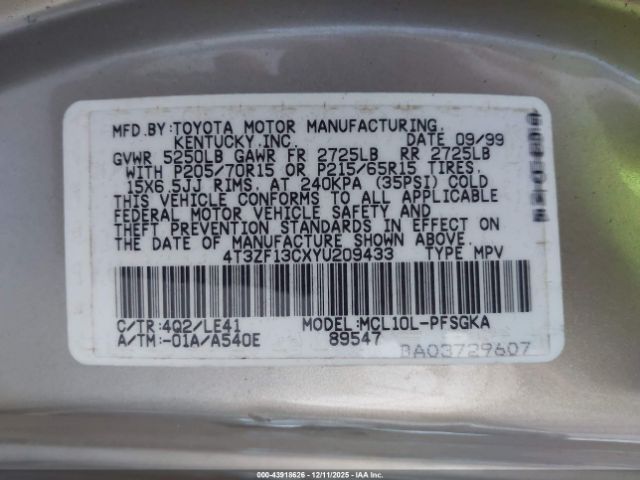 MFD.BY:TOYOTA MOTOR MANUFACTURING,
KENTUCKY,INC. DATE 09/99
GVWR 5250LB GAWR FR 2725LB RR 2725LB
WITH P205/70R15 OR P215/65R15 TIRES,
15X6.5JJ RIMS, AT 240KPA (35PSI) COLD
THIS VEHICLE CONFORMS TO ALL APPLICABLE
FEDERAL MOTOR VEHICLE SAFETY AND
THEFT PREVENTION STANDARDS IN EFFECT ON
THE DATE OF MANUFACTURE SHOWN ABOVE.
4T3ZF13CXYU209433 TYPE MPV
C/TR:4Q2/LE41 MODEL:MCL10L-PFSGKA
A/TM:-01A/A540E 89547
BA03729607
000-43918626 - 12/11/2025 - IAA Inc.